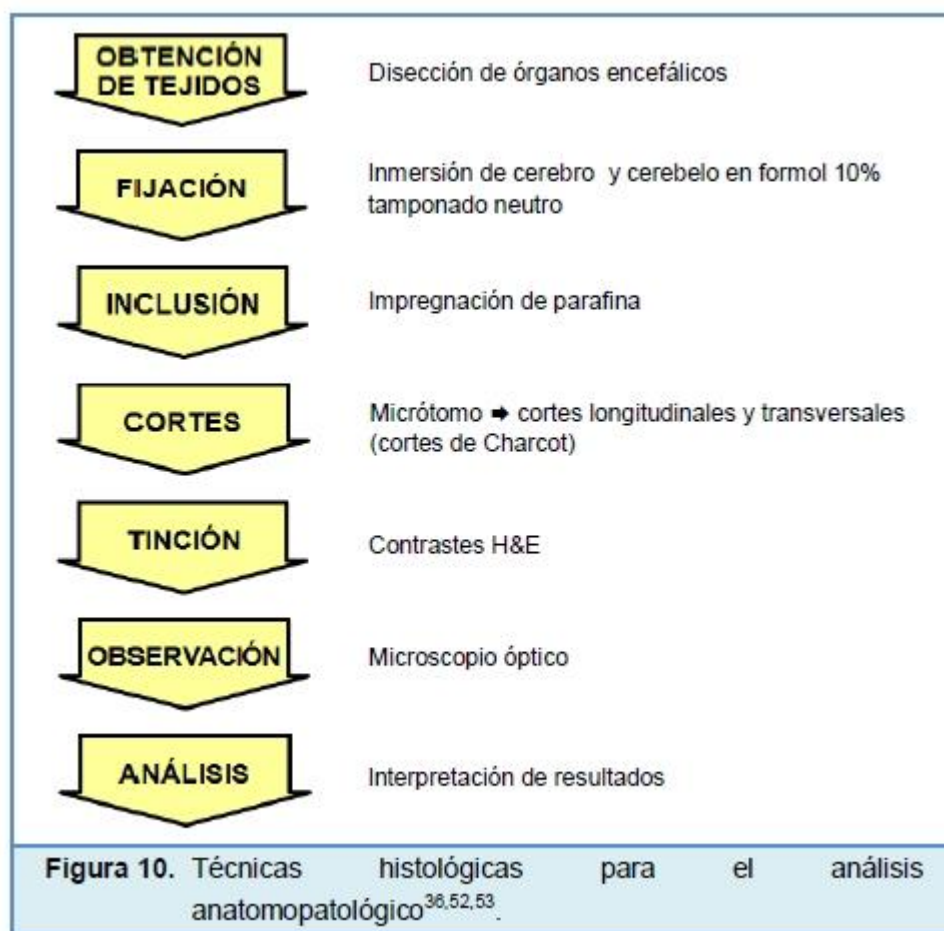 OBTENCIÓN
DE TEJIDOS
Disección de órganos encefálicos
FIJACIÓN
Inmersión de cerebro y cerebelo en formol 10%
tamponado neutro
INCLUSIÓN
Impregnación de parafina
CORTES
Micrótomo ➡ cortes longitudinales y transversales
(cortes de Charcot)
TINCIÓN
Contrastes H&E
OBSERVACIÓN
Microscopio óptico
ANÁLISIS
Interpretación de resultados
Figura 10. Técnicas histológicas para el análisis
anatomopatológico36,52,53.